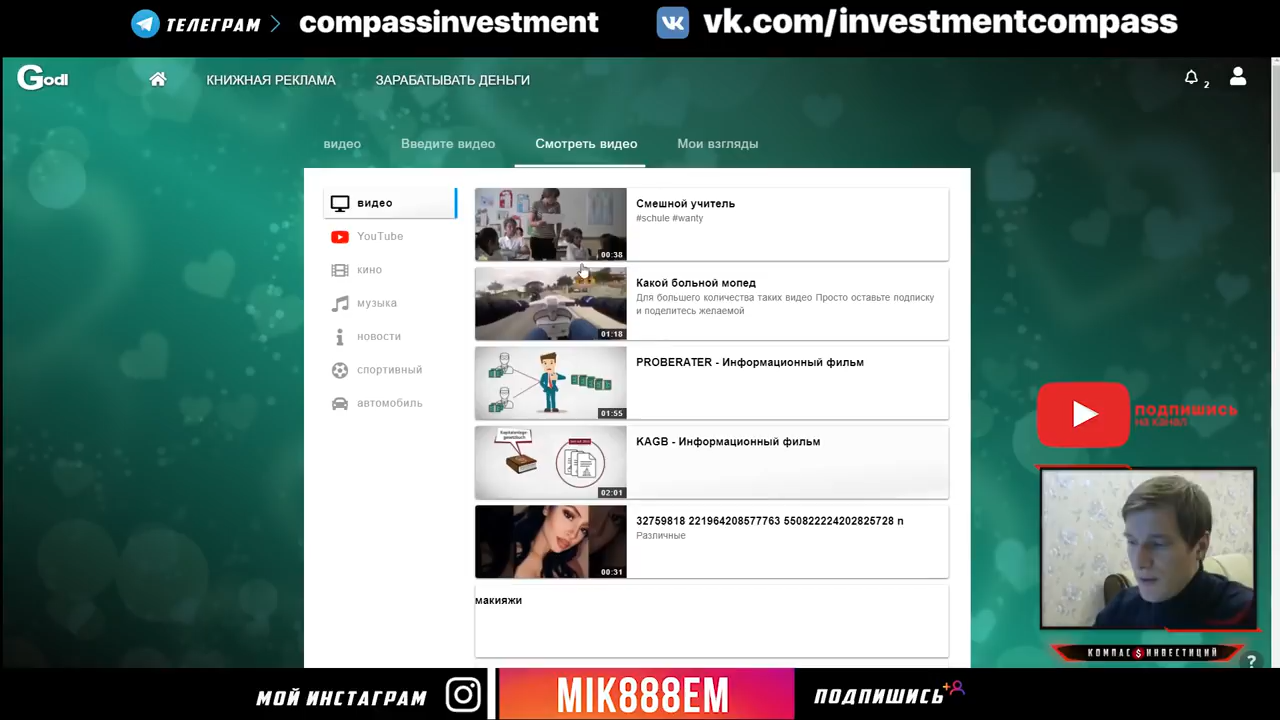 ТЕЛЕГРАМ > compassinvestment
vk.com/investmentcompass
Godl
КНИЖНАЯ РЕКЛАМА
ЗАРАБАТЫВАТЬ ДЕНЬГИ
2
видео
Введите видео
Смотреть видео
Мои взгляды
видео
YouTube
кино
музыка
новости
спортивный
автомобиль
Смешной учитель
#schule #wanty
00:38
Какой больной мопед
Для большего количества таких видео Просто оставьте подписку
и поделитесь желаемой
01:18
PROBERATER - Информационный фильм
01:55
KAGB - Информационный фильм
02:01
32759818 221964208577763 550822224202825728 n
Различные
00:31
макияжи
ПОДПИШИСЬ
НА КАНАЛ
КОМПАС $ ИНВЕСТИЦИЙ
?
МОЙ ИНСТАГРАМ
MIK888EM
ПОДПИШИСЬ